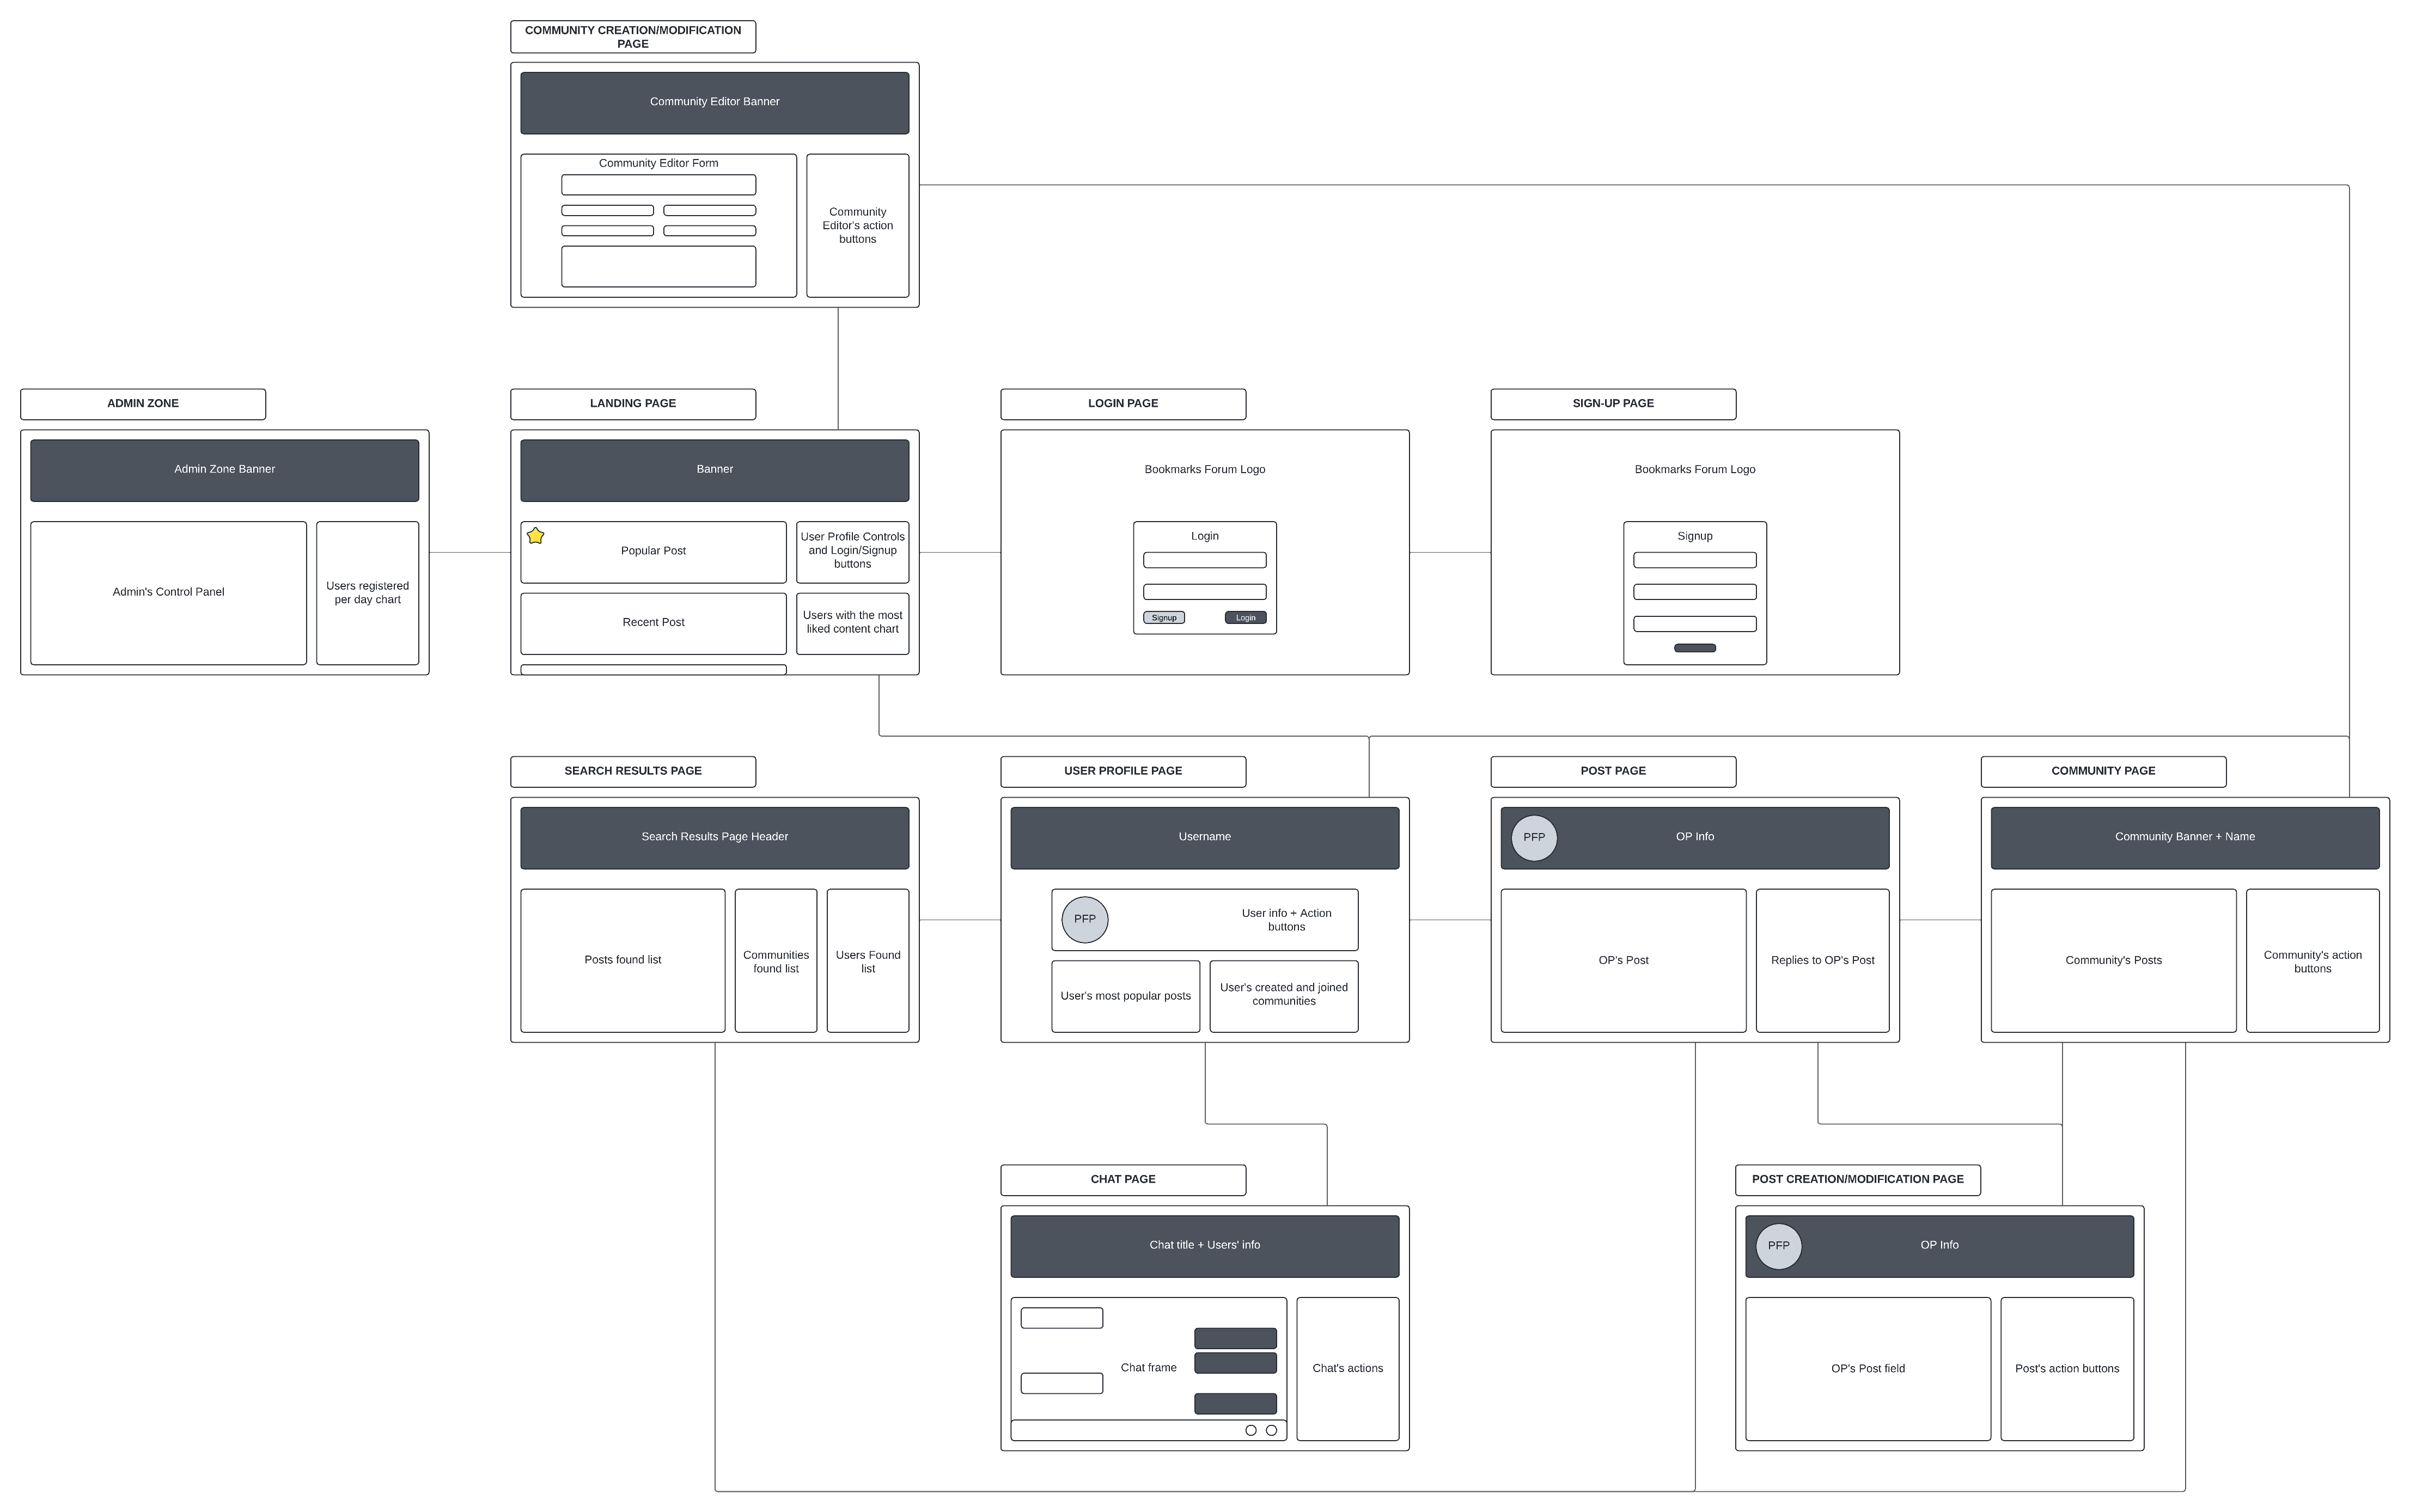 COMMUNITY CREATION/MODIFICATION
PAGE
Community Editor Banner
Community Editor Form
Community
Editor's action
buttons
ADMIN ZONE
Admin Zone Banner
Admin's Control Panel
Users registered
per day chart
LANDING PAGE
Banner
Popular Post
User Profile Controls
and Login/Signup
buttons
Recent Post
Users with the most
liked content chart
LOGIN PAGE
Bookmarks Forum Logo
Login
Signup
Login
SIGN-UP PAGE
Bookmarks Forum Logo
Signup
SEARCH RESULTS PAGE
Search Results Page Header
Posts found list
Communities
found list
Users Found
list
USER PROFILE PAGE
Username
PFP
User info + Action
buttons
User's most popular posts
User's created and joined
communities
POST PAGE
PFP
OP Info
OP's Post
Replies to OP's Post
COMMUNITY PAGE
Community Banner + Name
Community's Posts
Community's action
buttons
CHAT PAGE
Chat title + Users' info
Chat frame
Chat's actions
POST CREATION/MODIFICATION PAGE
PFP
OP Info
OP's Post field
Post's action buttons